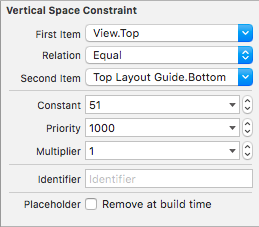 Vertical Space Constraint
First Item View.Top
Relation Equal
Second Item Top Layout Guide.Bottom
Constant 51
Priority 1000
Multiplier 1
Identifier Identifier
Placeholder Remove at build time